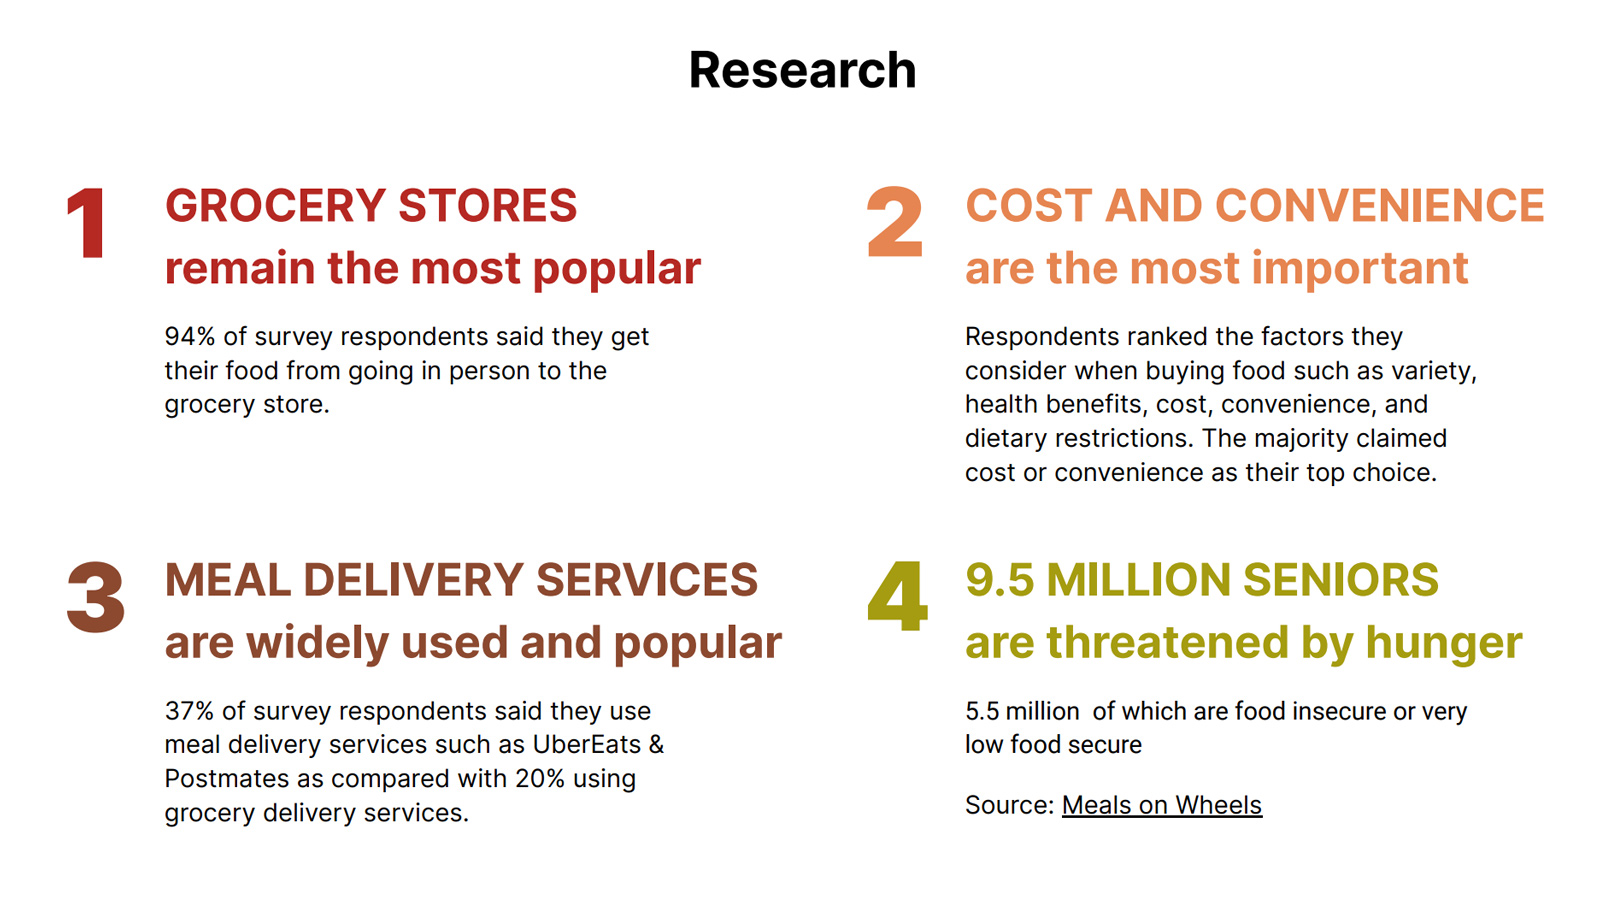 Research
1
GROCERY STORES
remain the most popular
94% of survey respondents said they get
their food from going in person to the
grocery store.
2
COST AND CONVENIENCE
are the most important
Respondents ranked the factors they
consider when buying food such as variety,
health benefits, cost, convenience, and
dietary restrictions. The majority claimed
cost or convenience as their top choice.
3
MEAL DELIVERY SERVICES
are widely used and popular
37% of survey respondents said they use
meal delivery services such as UberEats &
Postmates as compared with 20% using
grocery delivery services.
4
9.5 MILLION SENIORS
are threatened by hunger
5.5 million  of which are food insecure or very
low food secure
Source: Meals on Wheels